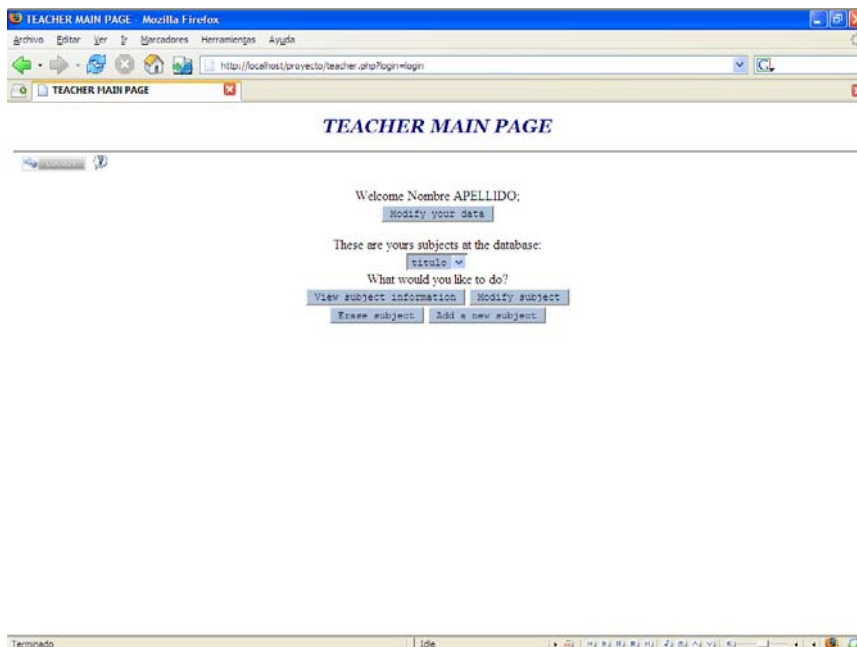 TEACHER MAIN PAGE - Mozilla Firefox
Archivo Editar Ver Ir Marcadores Herramientas Ayuda
http://localhost/proyecto/teacher.php?login=login
TEACHER MAIN PAGE
TEACHER MAIN PAGE
Welcome Nombre APELLIDO;
Modify your data
These are yours subjects at the database:
titulo
What would you like to do?
View subject information Modify subject
Erase subject Add a new subject
Terminado Idle